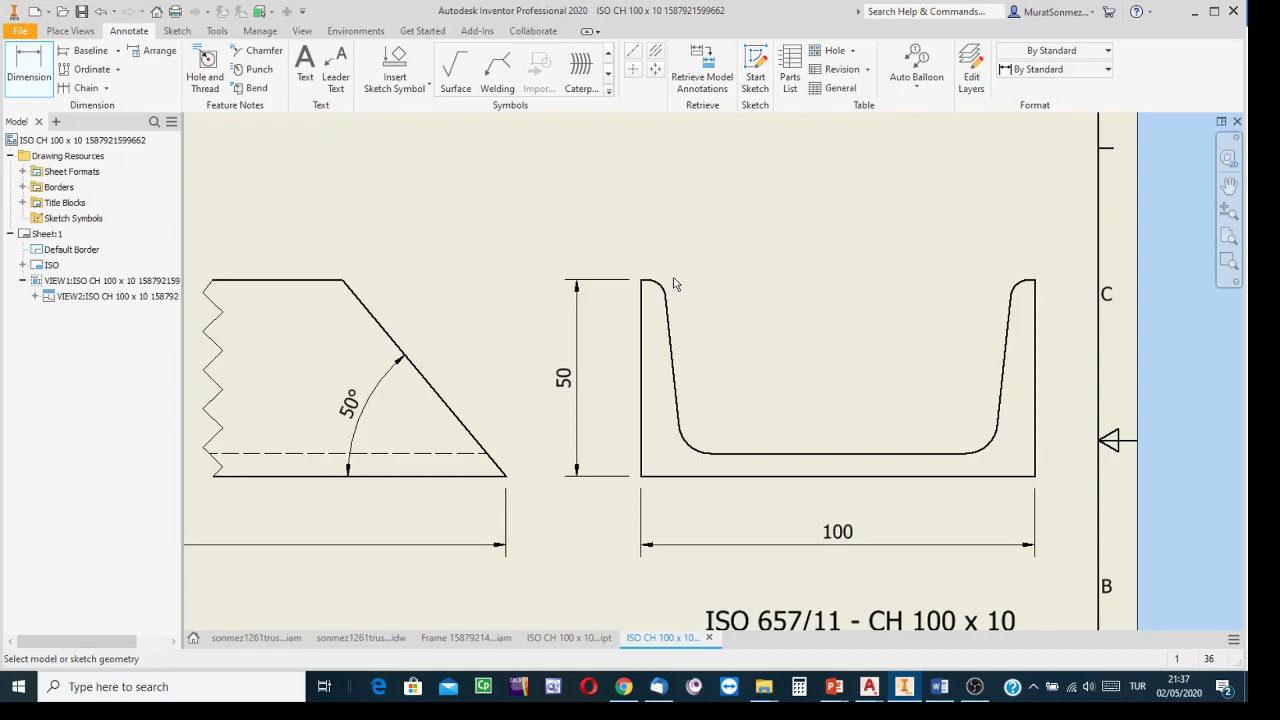 Autodesk Inventor Professional 2020 ISO CH 100 x 10 1587921599662
Search Help & Commands...
MuratSonmez...
File Place Views Annotate Sketch Tools Manage View Environments Get Started Add-Ins Collaborate
PRO
Dimension
Baseline
Ordinate
Chain
Arrange
Dimension
Hole and Thread
Chamfer
Punch
Bend
Feature Notes
Text
Leader Text
Text
Insert Sketch Symbol
Surface
Welding
Impor...
Caterp...
Symbols
Retrieve Model Annotations
Retrieve
Start Sketch
Sketch
Parts List
Hole
Revision
General
Auto Balloon
Table
Edit Layers
By Standard
By Standard
Format
Model
ISO CH 100 x 10 1587921599662
Drawing Resources
Sheet Formats
Borders
Title Blocks
Sketch Symbols
Sheet:1
Default Border
ISO
VIEW1:ISO CH 100 x 10 158792159
VIEW2:ISO CH 100 x 10 158792
50°
50
100
ISO 657/11 - CH 100 x 10
C
B
2D
sonmez1261trus...iam
sonmez1261trus...idw
Frame 15879214...iam
ISO CH 100 x 10...ipt
ISO CH 100 x 10...
Select model or sketch geometry
1 36
Type here to search
TUR
21:37
02/05/2020
2